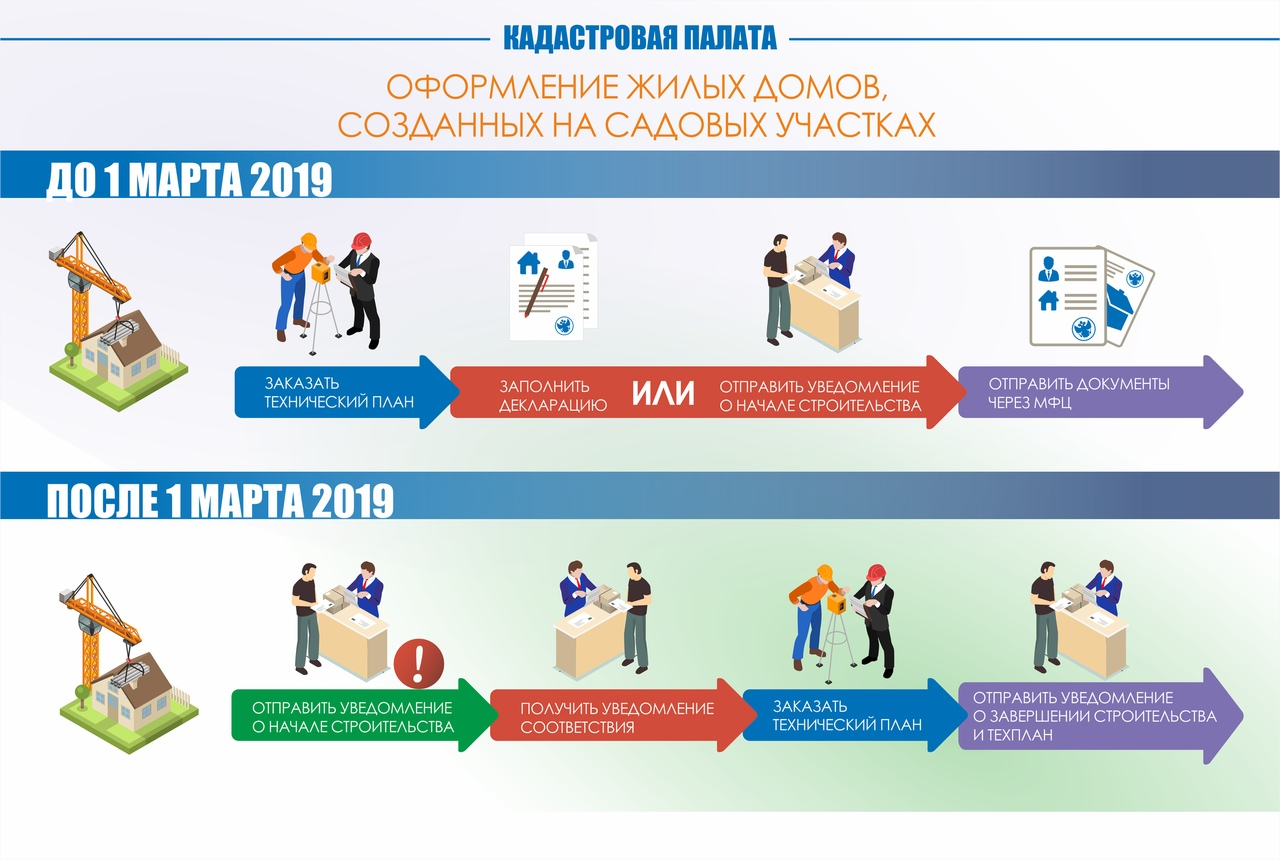 КАДАСТРОВАЯ ПАЛАТА
ОФОРМЛЕНИЕ ЖИЛЫХ ДОМОВ,
СОЗДАННЫХ НА САДОВЫХ УЧАСТКАХ
ДО 1 МАРТА 2019
ЗАКАЗАТЬ
ТЕХНИЧЕСКИЙ ПЛАН
ЗАПОЛНИТЬ
ДЕКЛАРАЦИЮ
ИЛИ
ОТПРАВИТЬ УВЕДОМЛЕНИЕ
О НАЧАЛЕ СТРОИТЕЛЬСТВА
ОТПРАВИТЬ ДОКУМЕНТЫ
ЧЕРЕЗ МФЦ
ПОСЛЕ 1 МАРТА 2019
!
ОТПРАВИТЬ УВЕДОМЛЕНИЕ
О НАЧАЛЕ СТРОИТЕЛЬСТВА
ПОЛУЧИТЬ УВЕДОМЛЕНИЕ
СООТВЕТСТВИЯ
ЗАКАЗАТЬ
ТЕХНИЧЕСКИЙ ПЛАН
ОТПРАВИТЬ УВЕДОМЛЕНИЕ
О ЗАВЕРШЕНИИ СТРОИТЕЛЬСТВА
И ТЕХПЛАН